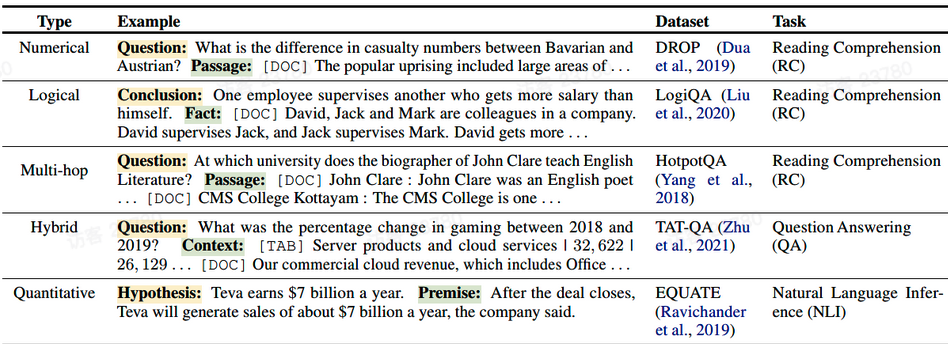 Type Example Dataset Task
Numerical Question: What is the difference in casualty numbers between Bavarian and DROP (Dua Reading Comprehension
Austrian? Passage: [DOC] The popular uprising included large areas of ... et al., 2019) (RC)
Logical Conclusion: One employee supervises another who gets more salary than LogiQA (Liu Reading Comprehension
himself. Fact: [DOC] David, Jack and Mark are colleagues in a company. et al., 2020) (RC)
David supervises Jack, and Jack supervises Mark. David gets more ...
Multi-hop Question: At which university does the biographer of John Clare teach English HotpotQA Reading Comprehension
Literature? Passage: [DOC] John Clare : John Clare was an English poet (Yang et al., (RC)
... [DOC] CMS College Kottayam : The CMS College is one ... 2018)
Hybrid Question: What was the percentage change in gaming between 2018 and TAT-QA (Zhu Question Answering
2019? Context: [TAB] Server products and cloud services | 32,622 | et al., 2021) (QA)
26,129 ... [DOC] Our commercial cloud revenue, which includes Office ...
Quantitative Hypothesis: Teva earns $7 billion a year. Premise: After the deal closes, EQUATE Natural Language Infer-
Teva will generate sales of about $7 billion a year, the company said. (Ravichander ence (NLI)
et al., 2019)